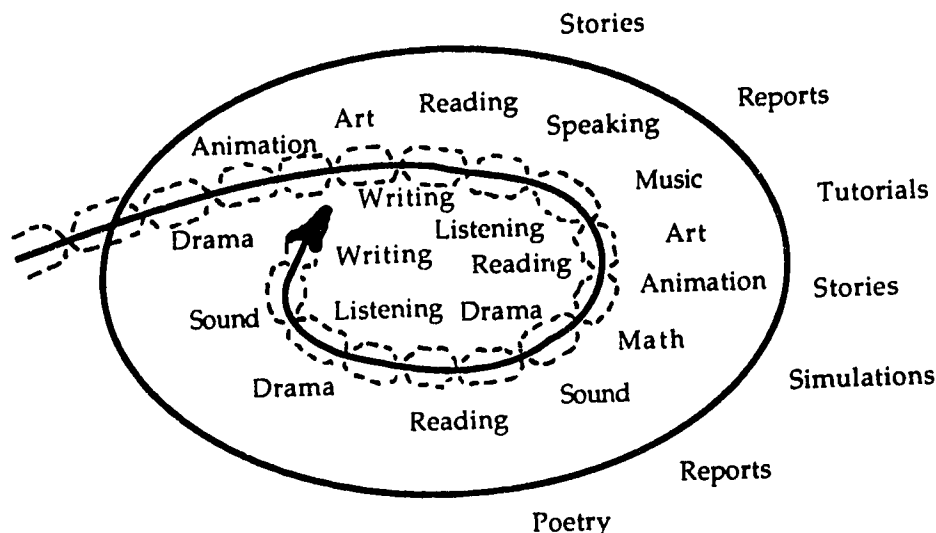 Stories
Reports
Reading
Art
Speaking
Animation
Music
Tutorials
Writing
Listening
Art
Drama
Writing
Reading
Animation
Stories
Sound
Listening
Drama
Math
Simulations
Drama
Sound
Reading
Reports
Poetry